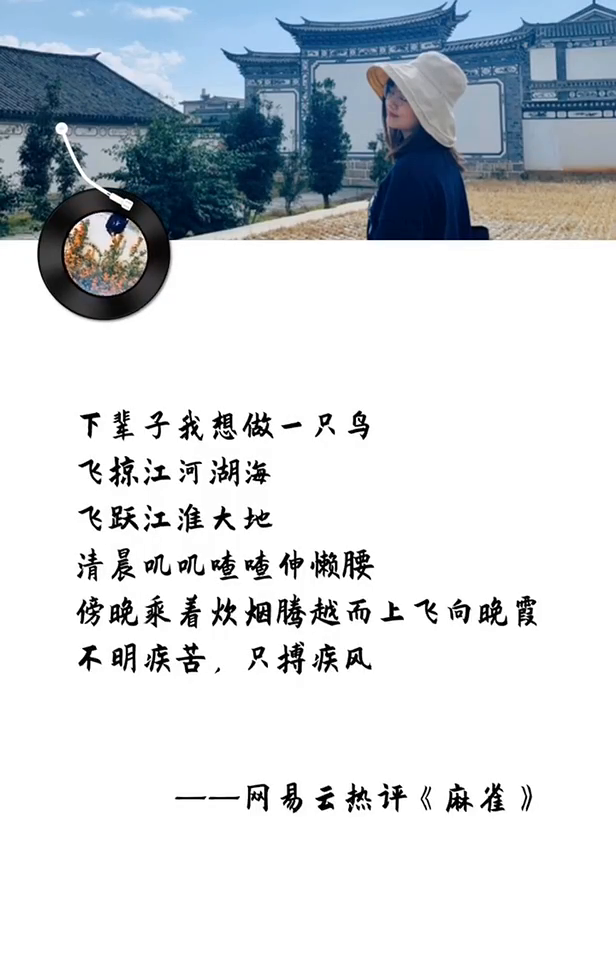 下辈子我想做一只鸟
飞掠江河湖海
飞跃江淮大地
清晨叽叽喳喳伸懒腰
傍晚乘着炊烟腾越而上飞向晚霞
不明疾苦，只搏疾风
——网易云热评《麻雀》